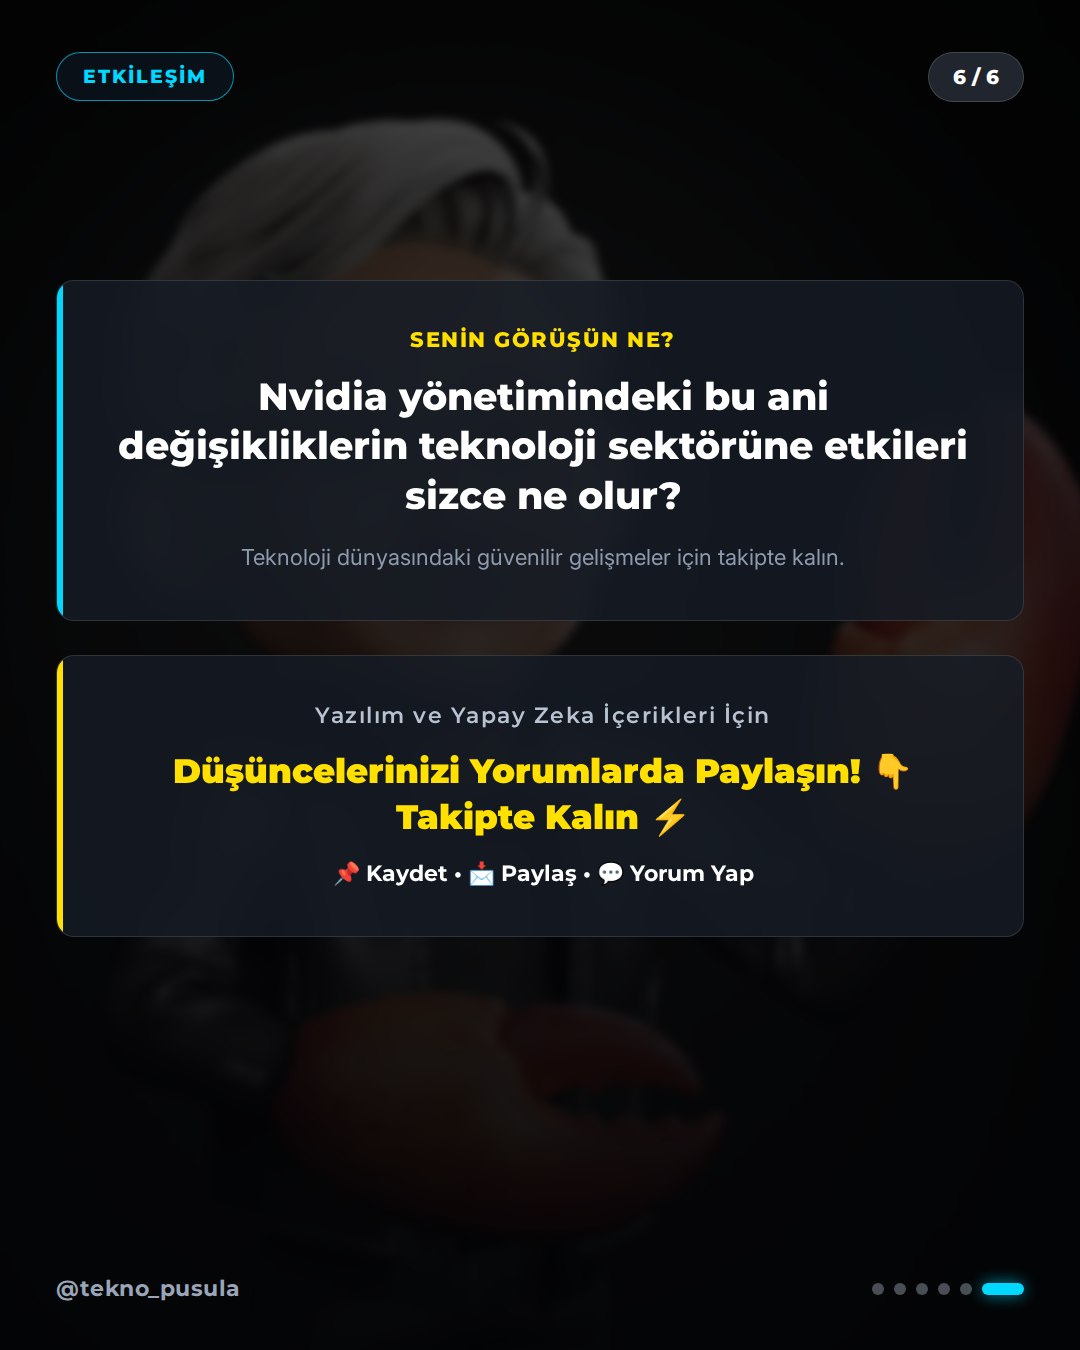 ETKİLEŞİM
6 / 6
SENİN GÖRÜŞÜN NE?
Nvidia yönetimindeki bu ani
değişikliklerin teknoloji sektörüne etkileri
sizce ne olur?
Teknoloji dünyasındaki güvenilir gelişmeler için takipte kalın.
Yazılım ve Yapay Zeka İçerikleri İçin
Düşüncelerinizi Yorumlarda Paylaşın! 👇
Takipte Kalın ⚡
📌 Kaydet • 📩 Paylaş • 💬 Yorum Yap
@tekno_pusula